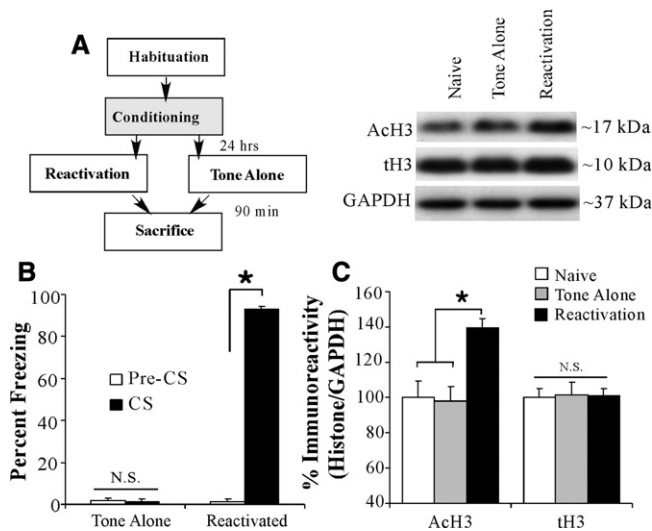 A
Habituation
Conditioning
24 hrs
Reactivation
Tone Alone
90 min
Sacrifice
Naive
Tone Alone
Reactivation
AcH3
~17 kDa
tH3
~10 kDa
GAPDH
~37 kDa
B
Percent Freezing
100
80
60
40
20
0
Pre-CS
CS
*
N.S.
Tone Alone
Reactivated
C
Naive
Tone Alone
Reactivation
% Immunoreactivity
(Histone/GAPDH)
160
140
120
100
80
60
40
*
N.S.
AcH3
tH3